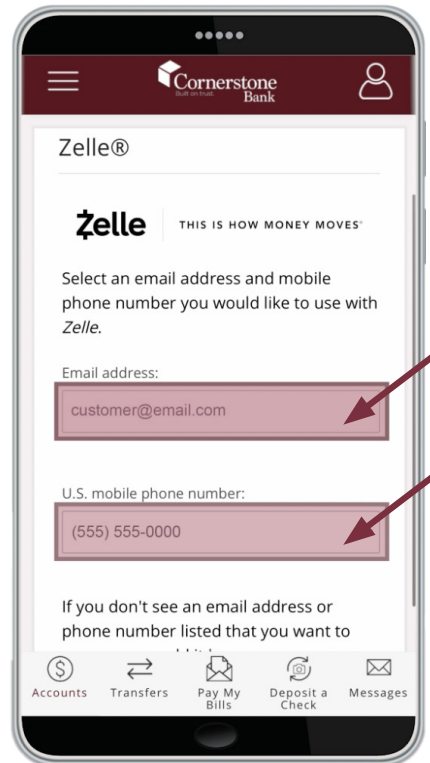 Cornerstone
Built on trust.
Bank
Zelle®
Zelle
THIS IS HOW MONEY MOVES
Select an email address and mobile
phone number you would like to use with
Zelle.
Email address:
customer@email.com
U.S. mobile phone number:
(555) 555-0000
If you don't see an email address or
phone number listed that you want to
Accounts
Transfers
Pay My
Bills
Deposit a
Check
Messages